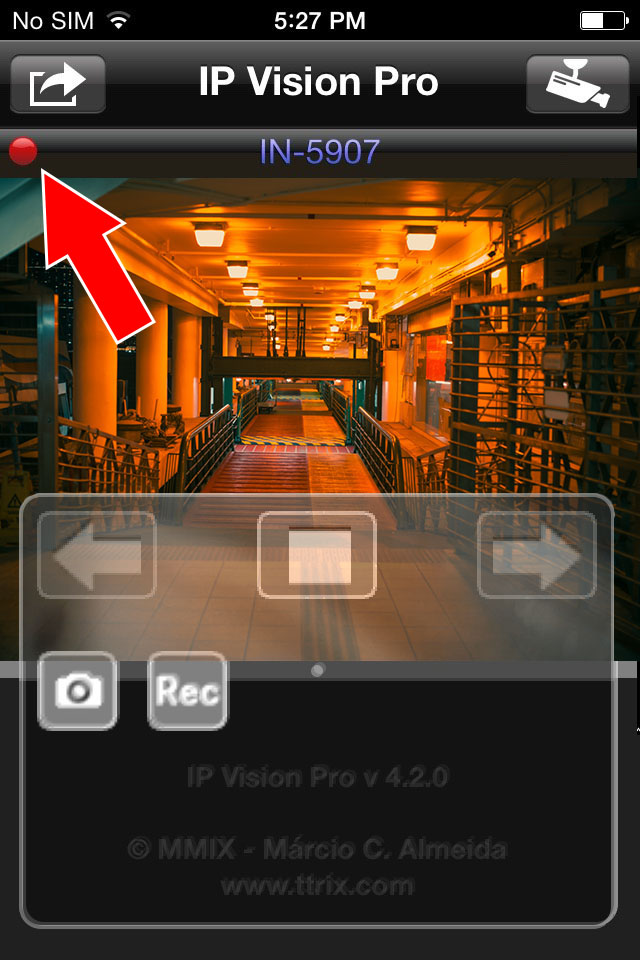 No SIM 5:27 PM
IP Vision Pro
IN-5907
Rec
IP Vision Pro v 4.2.0
© MMIX - Márcio C. Almeida
www.ttrix.com